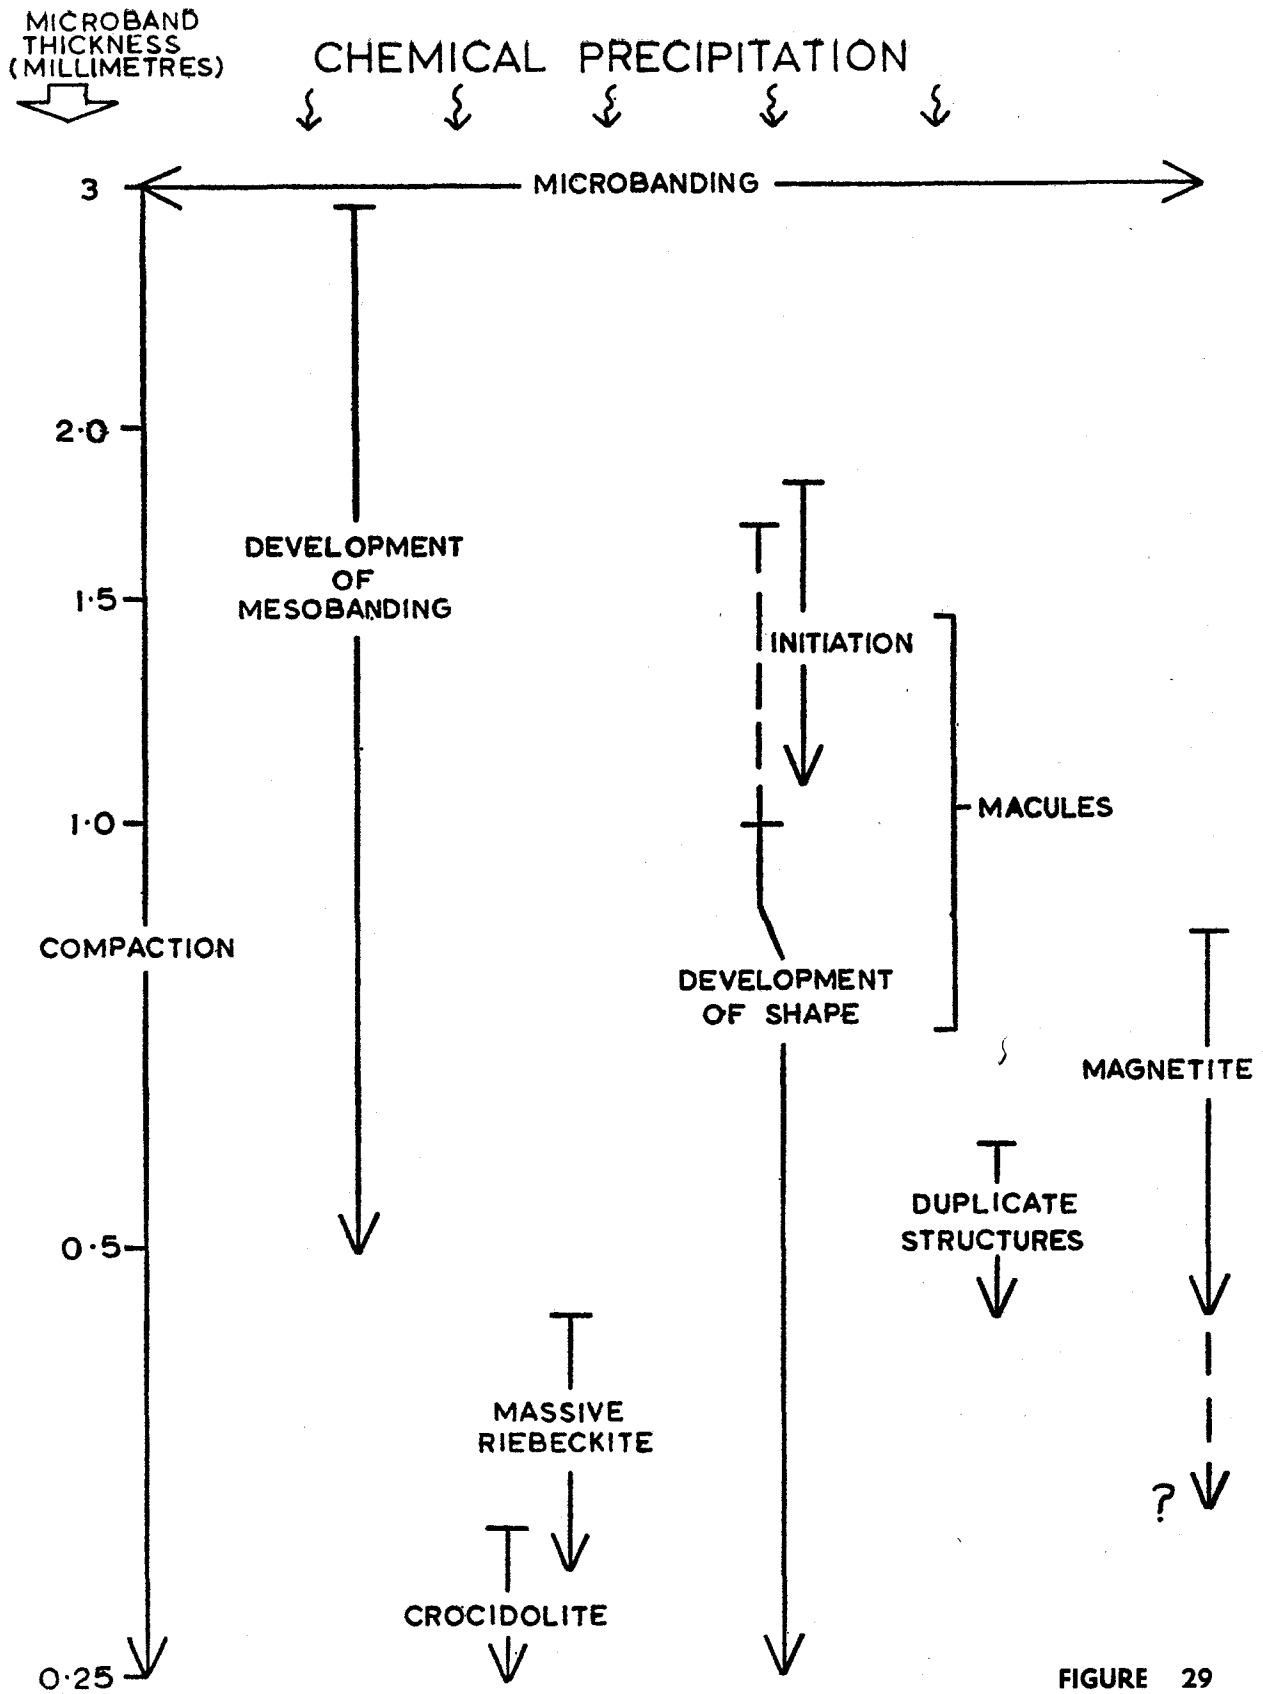 MICROBAND
THICKNESS
(MILLIMETRES)
CHEMICAL PRECIPITATION
3
MICROBANDING
2·0
DEVELOPMENT
OF
MESOBANDING
1·5
INITIATION
MACULES
1·0
COMPACTION
DEVELOPMENT
OF SHAPE
MAGNETITE
DUPLICATE
STRUCTURES
0·5
MASSIVE
RIEBECKITE
?
CROCIDOLITE
0·25
FIGURE 29